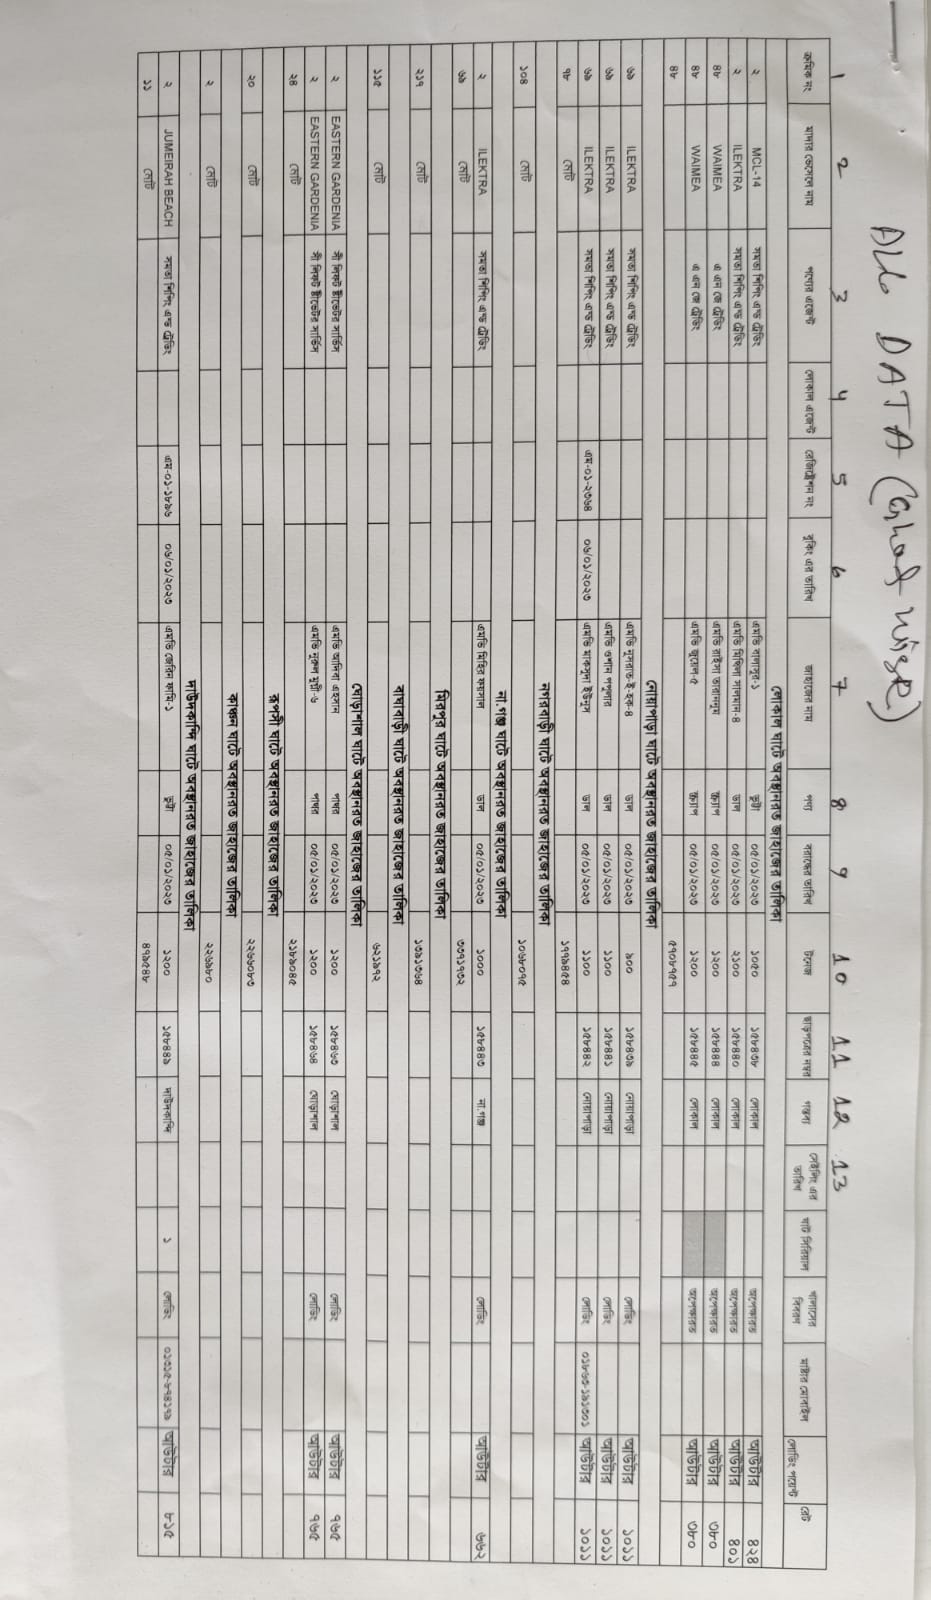 ALL DATA (Ghat Wise)
1 2 3 4 5 6 7 8 9 10 11 12 13
ক্রমিক নং মাদার ভেসেল নাম পণ্যের এজেন্ট লোকাল এজেন্ট রেজিস্ট্রেশন নং বুকিং এর তারিখ জাহাজের নাম পণ্য বরাদ্দের তারিখ টনেজ ছাড়পত্রের নম্বর গন্তব্য সেইলিং এর তারিখ ঘাট সিরিয়াল খালাসের বিবরণ মাষ্টার মোবাইল লোডিং পয়েন্ট রেট
লোকাল ঘাটে অবস্থানরত জাহাজের তালিকা
২ MCL-14 সমতা শিপিং এন্ড ট্রেডিং এমভি বালাসুর-১ ভুট্টা ০৫/০১/২০২৩ ১০৫০ ১৫৮৪৩৮ লোকাল অপেক্ষারত আউটার ৪২৪
২ ILEKTRA সমতা শিপিং এন্ড ট্রেডিং এমভি মিথিলা সালমান-৪ ডাল ০৫/০১/২০২৩ ২১০০ ১৫৮৪৪০ লোকাল অপেক্ষারত আউটার ৪০১
৪৮ WAIMEA এ এন জে ট্রেডিং এমভি রাইসা তারাননুম স্ক্র্যাপ ০৫/০১/২০২৩ ১২০০ ১৫৮৪৪৪ লোকাল অপেক্ষারত আউটার ৩৮০
৪৮ WAIMEA এ এন জে ট্রেডিং এমভি জুয়েল-৫ স্ক্র্যাপ ০৫/০১/২০২৩ ১২০০ ১৫৮৪৪৫ লোকাল অপেক্ষারত আউটার ৩৮০
৪৮ ৫৭০৮৭৫৭
নোয়াপাড়া ঘাটে অবস্থানরত জাহাজের তালিকা
৬৯ ILEKTRA সমতা শিপিং এন্ড ট্রেডিং এমভি নুসরাত-ই-হক-৪ ডাল ০৫/০১/২০২৩ ৯০০ ১৫৮৪৩৯ নোয়াপাড়া লোডিং আউটার ১০১১
৬৯ ILEKTRA সমতা শিপিং এন্ড ট্রেডিং এমভি ওশান পপুলার ডাল ০৫/০১/২০২৩ ১১০০ ১৫৮৪৪১ নোয়াপাড়া লোডিং আউটার ১০১১
৬৯ ILEKTRA সমতা শিপিং এন্ড ট্রেডিং এম-০১-২৩৬৪ ০৬/০১/২০২৩ এমভি মাকসুদা ইউনুস ডাল ০৫/০১/২০২৩ ১১০০ ১৫৮৪৪২ নোয়াপাড়া লোডিং ০১৮৬৩-১৯১৩০১ আউটার ১০১১
৭৮ মোট ১৭৭৯৪৫৪
নগরবাড়ী ঘাটে অবস্থানরত জাহাজের তালিকা
১০৪ মোট ১০৬৮০৭৫
না.গঞ্জ ঘাটে অবস্থানরত জাহাজের তালিকা
২ ILEKTRA সমতা শিপিং এন্ড ট্রেডিং এমভি মিহির ফয়সাল ডাল ০৫/০১/২০২৩ ১০০০ ১৫৮৪৪৩ না.গঞ্জ লোডিং আউটার ৬৬২
৬৯ মোট ৩৩৭১৭৩২
মিরপুর ঘাটে অবস্থানরত জাহাজের তালিকা
২১৭ মোট ১৩৯১৩৬৪
বাঘাবাড়ী ঘাটে অবস্থানরত জাহাজের তালিকা
১১৫ মোট ৬২১৯৭২
ঘোড়াশাল ঘাটে অবস্থানরত জাহাজের তালিকা
২ EASTERN GARDENIA সী লিফট ষ্টীভেটর সার্ভিস এমভি আদিবা এহসান পাথর ০৫/০১/২০২৩ ১২০০ ১৫৮৪৬৩ ঘোড়াশাল লোডিং আউটার ৭৬৫
২ EASTERN GARDENIA সী লিফট ষ্টীভেটর সার্ভিস এমভি নুরুল মুন্নী-৬ পাথর ০৫/০১/২০২৩ ১২০০ ১৫৮৪৬৪ ঘোড়াশাল লোডিং আউটার ৭৬৫
২৪ মোট ২১৮৯০৪৫
রূপসী ঘাটে অবস্থানরত জাহাজের তালিকা
২০ মোট ২২৬৬০৮৩
কাঞ্চন ঘাটে অবস্থানরত জাহাজের তালিকা
২ মোট ২২৬৯৮০
দাউদকান্দি ঘাটে অবস্থানরত জাহাজের তালিকা
২ JUMEIRAH BEACH সমতা শিপিং এন্ড ট্রেডিং এম-০১-১৮৯৬ ০৬/০১/২০২৩ এমভি জেরিন ফামি-১ ভুট্টা ০৫/০১/২০২৩ ১২০০ ১৫৮৪৪৯ দাউদকান্দি ১ লোডিং ০১৩১৫-৮৭৪১৭৯ আউটার ৮১৫
১১ মোট ৪৭৯৫৪৮